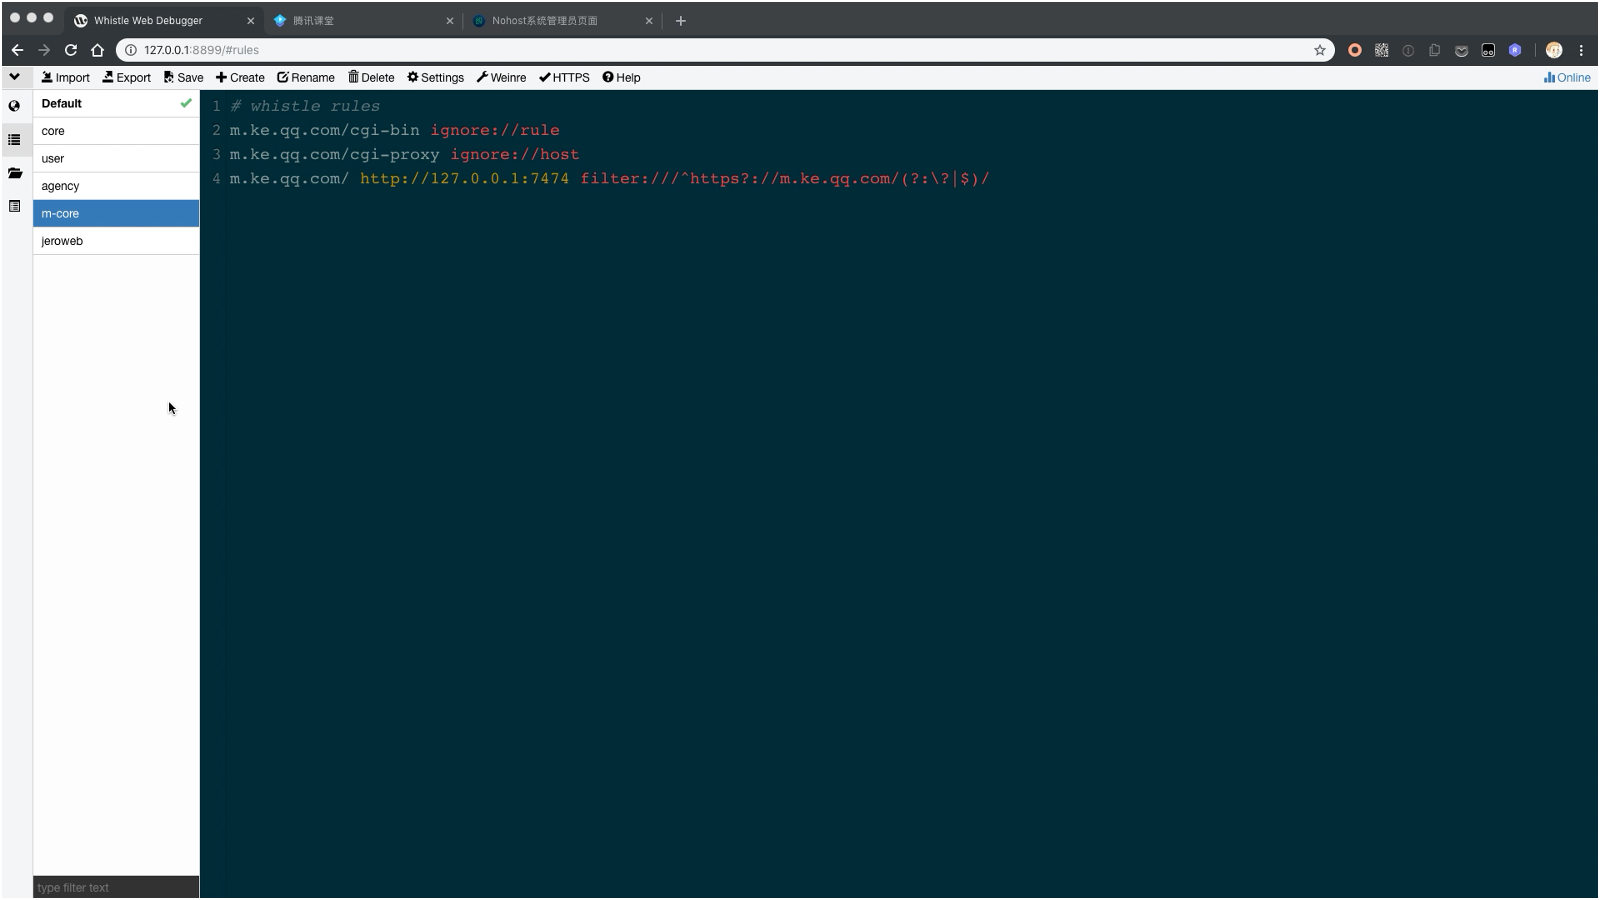 Whistle Web Debugger
腾讯课堂
Nohost系统管理员页面
127.0.0.1:8899/#rules
Import Export Save Create Rename Delete Settings Weinre HTTPS Help Online
Default
core
user
agency
m-core
jeroweb
1 # whistle rules
2 m.ke.qq.com/cgi-bin ignore://rule
3 m.ke.qq.com/cgi-proxy ignore://host
4 m.ke.qq.com/ http://127.0.0.1:7474 filter:///^https?://m.ke.qq.com/(?:\?|$)/
type filter text